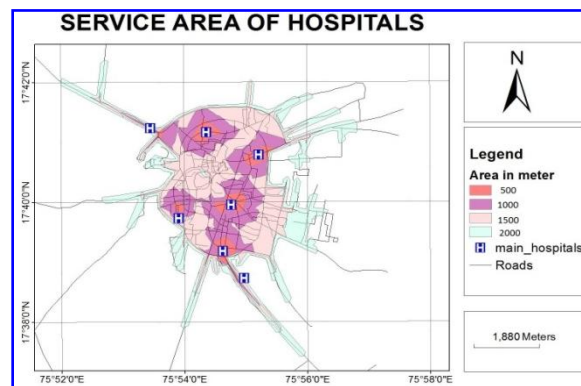 SERVICE AREA OF HOSPITALS
17°42'0"N
17°40'0"N
17°38'0"N
75°52'0"E
75°54'0"E
75°56'0"E
75°58'0"E
H
H
H
H
H
H
H
N
Legend
Area in meter
500
1000
1500
2000
H main_hospitals
Roads
1,880 Meters